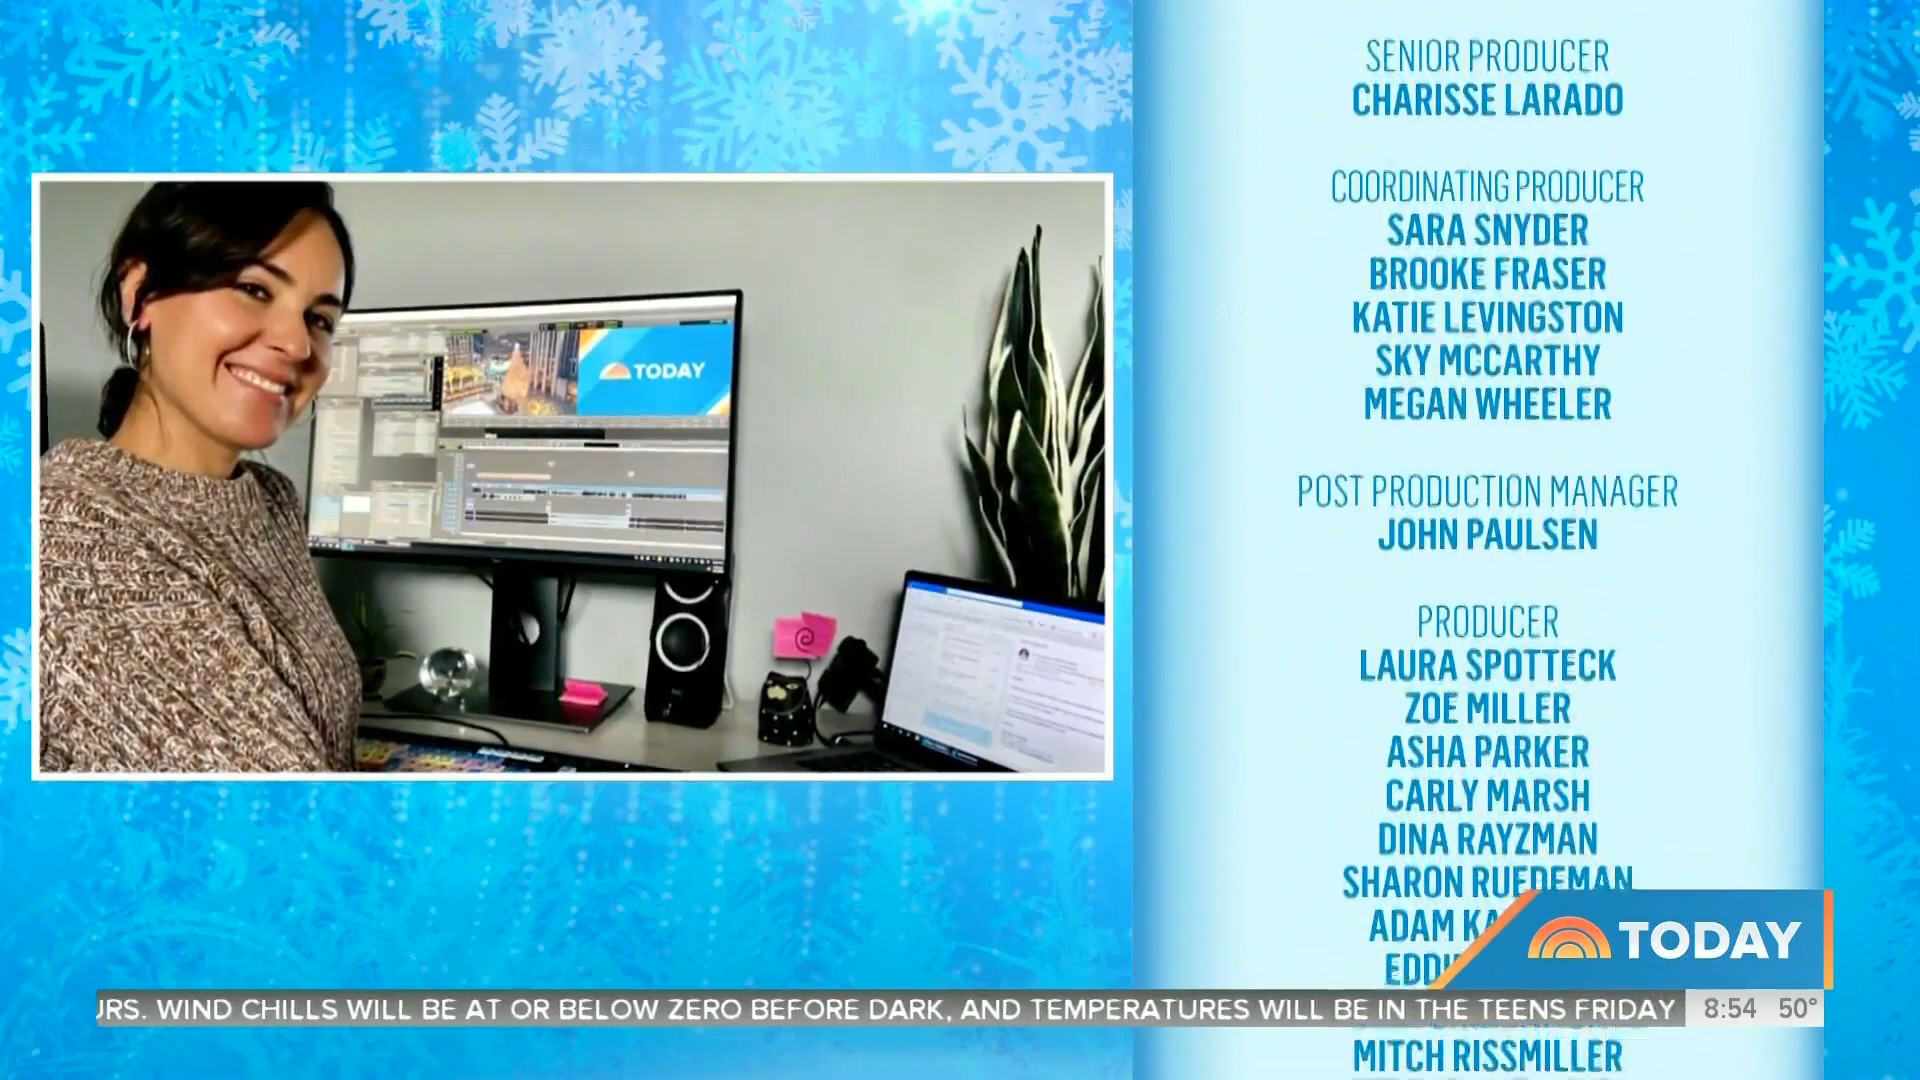 SENIOR PRODUCER
CHARISSE LARADO
COORDINATING PRODUCER
SARA SNYDER
BROOKE FRASER
KATIE LEVINGSTON
SKY MCCARTHY
MEGAN WHEELER
POST PRODUCTION MANAGER
JOHN PAULSEN
PRODUCER
LAURA SPOTTECK
ZOE MILLER
ASHA PARKER
CARLY MARSH
DINA RAYZMAN
SHARON RUEDEMAN
ADAM
MITCH RISSMILLER
TODAY
TODAY
WIND CHILLS WILL BE AT OR BELOW ZERO BEFORE DARK, AND TEMPERATURES WILL BE IN THE TEENS FRIDAY
8:54 50°